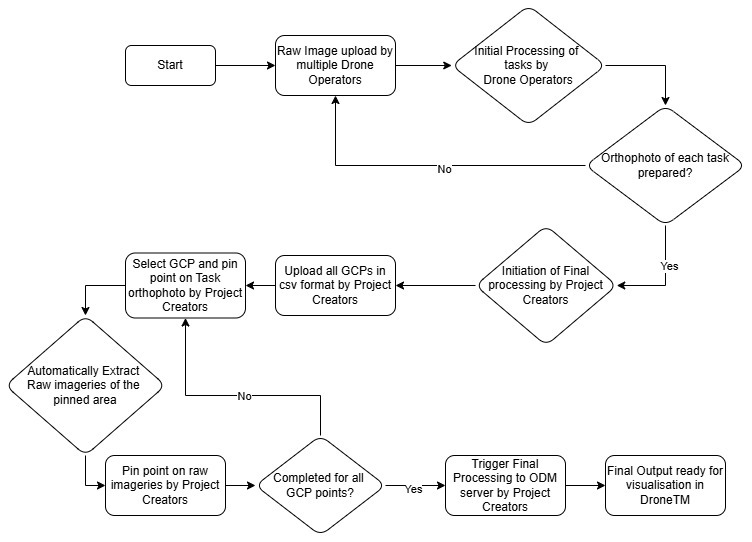 Start
Raw Image upload by
multiple Drone
Operators
Initial Processing of
tasks by
Drone Operators
Orthophoto of each task
prepared?
No
Yes
Initiation of Final
processing by Project
Creators
Upload all GCPs in
csv format by Project
Creators
Select GCP and pin
point on Task
orthophoto by Project
Creators
Automatically Extract
Raw imageries of the
pinned area
Pin point on raw
imageries by Project
Creators
Completed for all
GCP points?
No
Yes
Trigger Final
Processing to ODM
server by Project
Creators
Final Output ready for
visualisation in
DroneTM